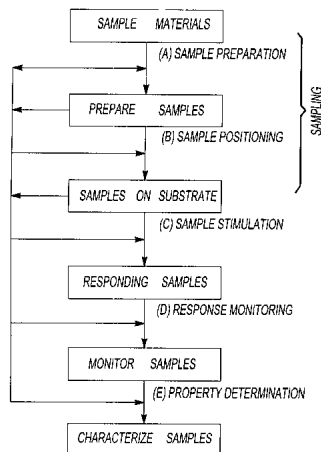 SAMPLE MATERIALS
(A) SAMPLE PREPARATION
PREPARE SAMPLES
(B) SAMPLE POSITIONING
SAMPLES ON SUBSTRATE
(C) SAMPLE STIMULATION
RESPONDING SAMPLES
(D) RESPONSE MONITORING
MONITOR SAMPLES
(E) PROPERTY DETERMINATION
CHARACTERIZE SAMPLES
SAMPLING